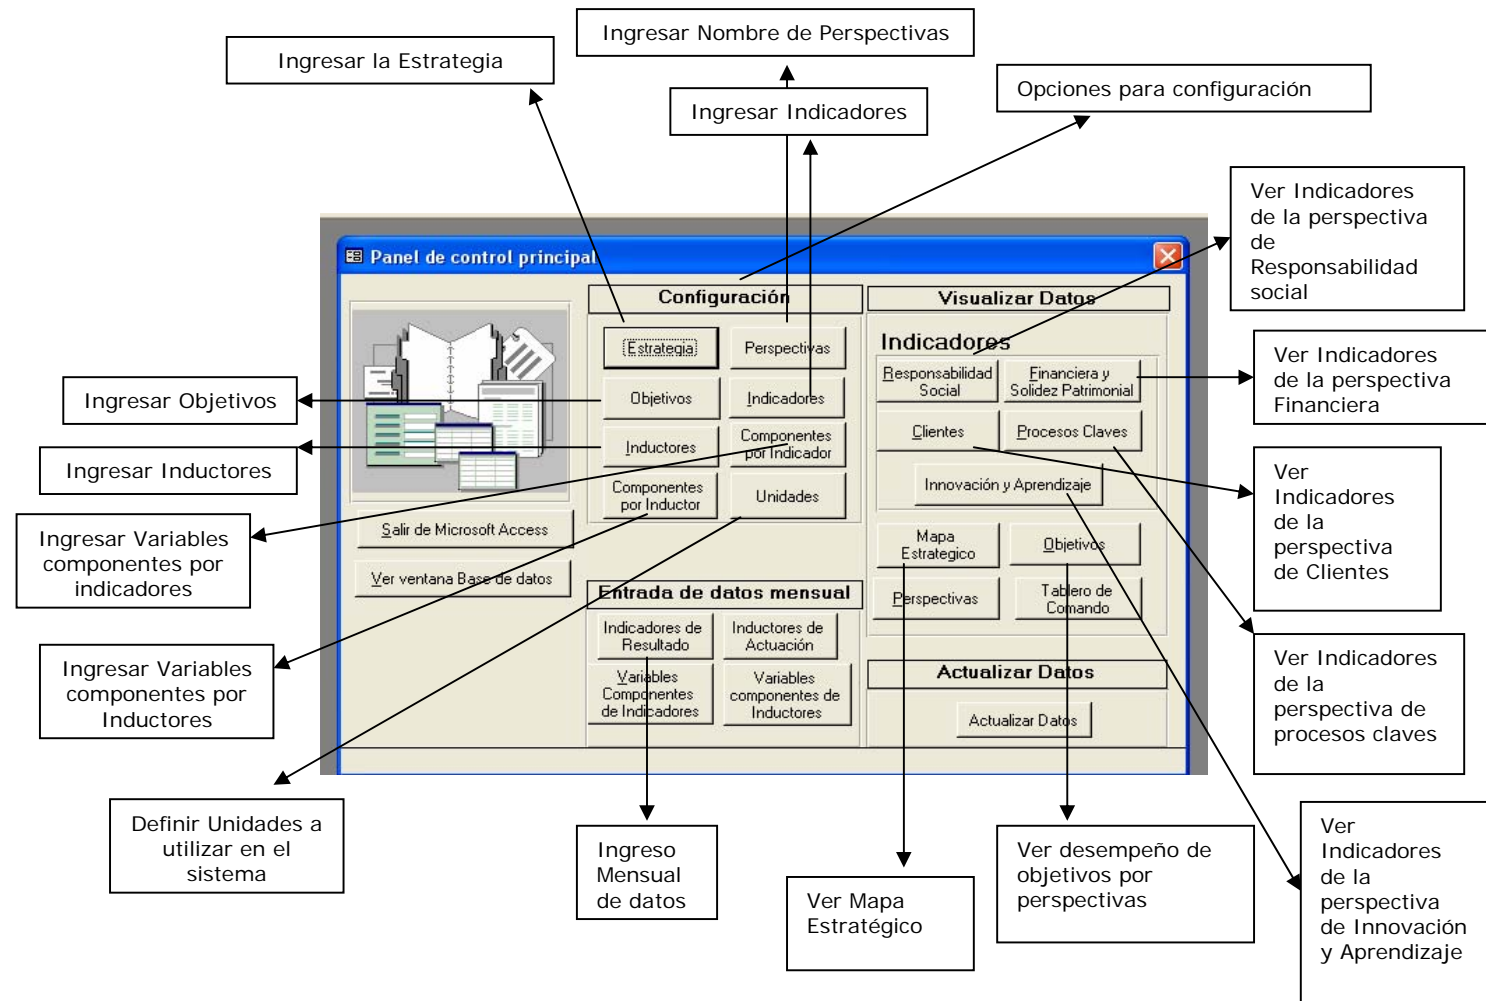 Ingresar Nombre de Perspectivas
Ingresar la Estrategia
Opciones para configuración
Ingresar Indicadores
Ver Indicadores
de la perspectiva
de
Responsabilidad
social
Panel de control principal
Configuración
Visualizar Datos
Estrategia
Perspectivas
Objetivos
Indicadores
Inductores
Componentes
por Indicador
Componentes
por Inductor
Unidades
Indicadores
Responsabilidad
Social
Financiera y
Solidez Patrimonial
Clientes
Procesos Claves
Innovación y Aprendizaje
Mapa
Estrategico
Objetivos
Perspectivas
Tablero de
Comando
Salir de Microsoft Access
Ver ventana Base de datos
Entrada de datos mensual
Indicadores de
Resultado
Inductores de
Actuación
Variables
Componentes
de Indicadores
Variables
componentes de
Inductores
Actualizar Datos
Actualizar Datos
Ingresar Objetivos
Ingresar Inductores
Ingresar Variables
componentes por
indicadores
Ingresar Variables
componentes por
Inductores
Definir Unidades a
utilizar en el
sistema
Ver Indicadores
de la perspectiva
Financiera
Ver
Indicadores
de la
perspectiva
de Clientes
Ver Indicadores
de la
perspectiva de
procesos claves
Ingreso
Mensual
de datos
Ver Mapa
Estratégico
Ver desempeño de
objetivos por
perspectivas
Ver
Indicadores
de la
perspectiva
de Innovación
y Aprendizaje